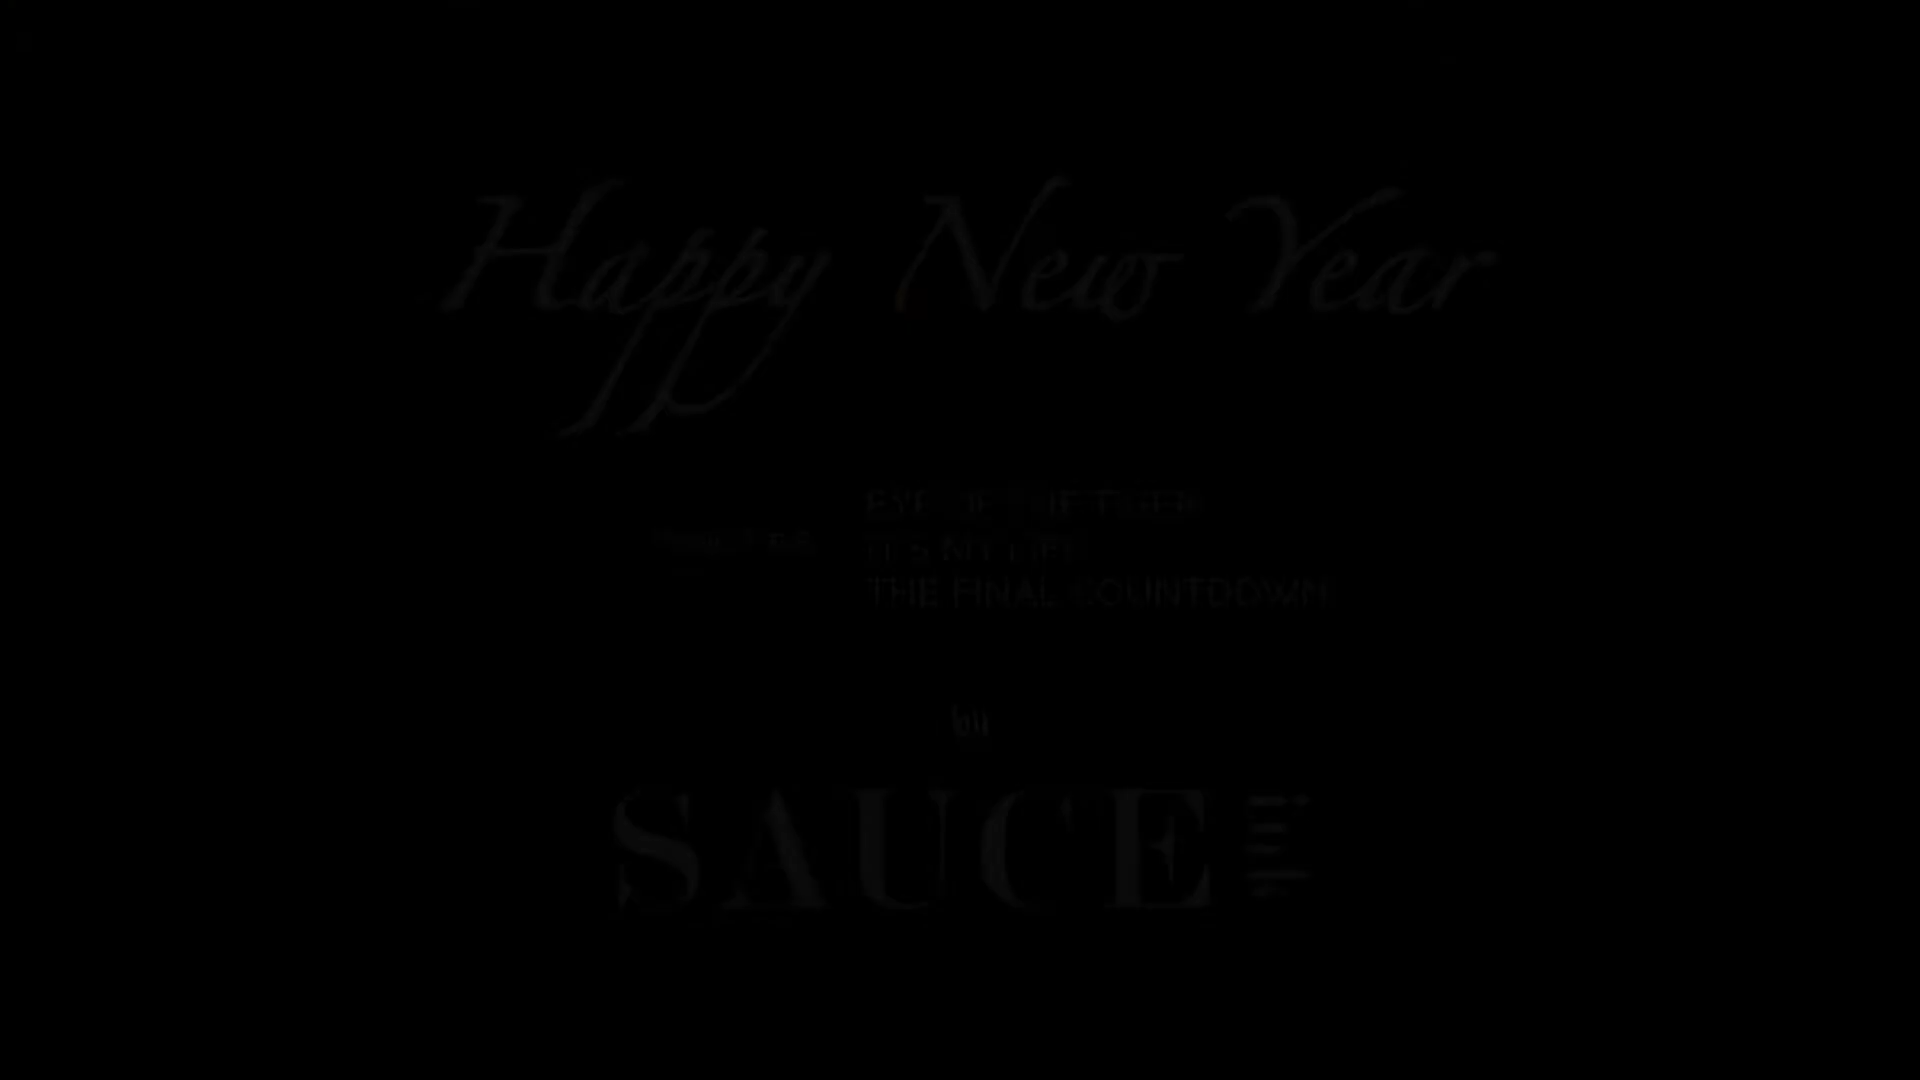 Happy New Year
EYE OF THE TIGER
IT'S MY LIFE
THE FINAL COUNTDOWN
by
SAUCE